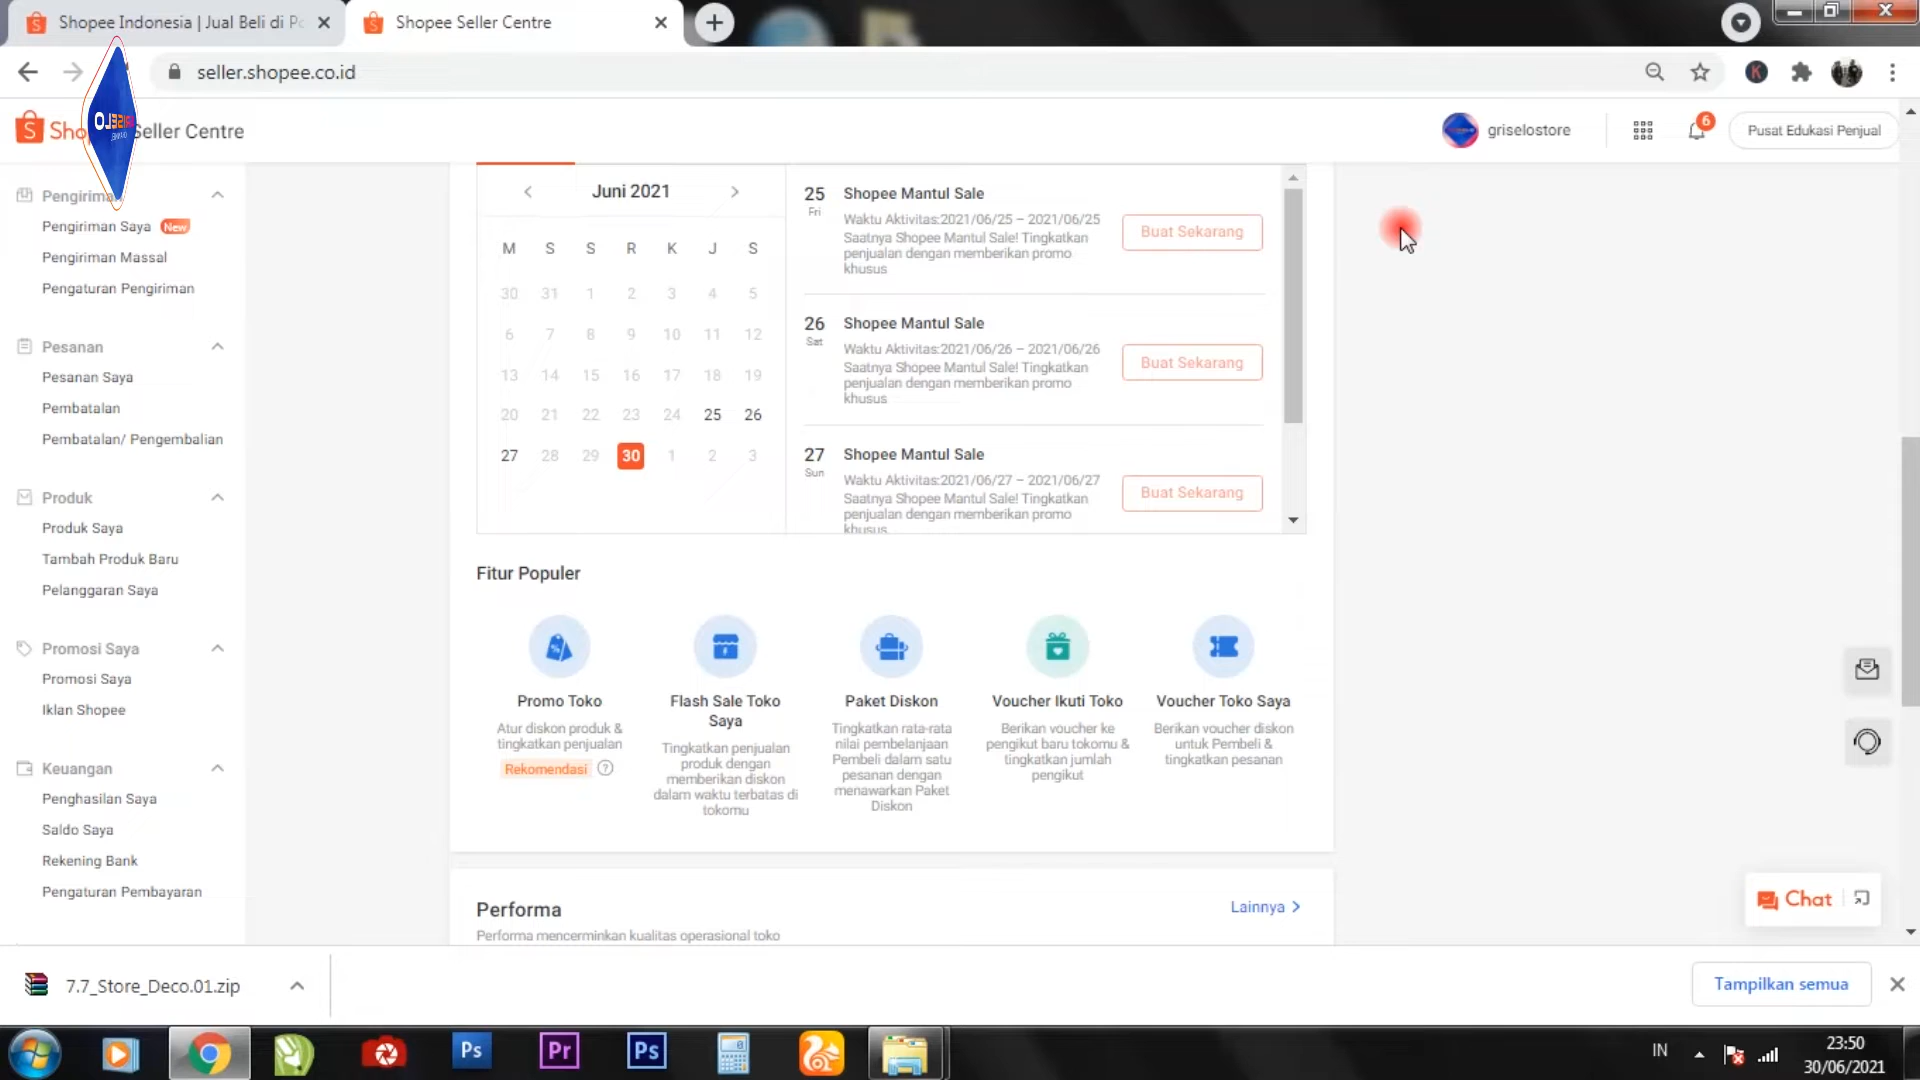 Shopee Indonesia | Jual Beli di Po
Shopee Seller Centre
seller.shopee.co.id
K
Seller Centre
griselostore
6
Pusat Edukasi Penjual
Pengiriman
Pengiriman Saya New
Pengiriman Massal
Pengaturan Pengiriman
Pesanan
Pesanan Saya
Pembatalan
Pembatalan/ Pengembalian
Produk
Produk Saya
Tambah Produk Baru
Pelanggaran Saya
Promosi Saya
Promosi Saya
Iklan Shopee
Keuangan
Penghasilan Saya
Saldo Saya
Rekening Bank
Pengaturan Pembayaran
Juni 2021
M S S R K J S
30 31 1 2 3 4 5
6 7 8 9 10 11 12
13 14 15 16 17 18 19
20 21 22 23 24 25 26
27 28 29 30 1 2 3
25 Shopee Mantul Sale
Fri
Waktu Aktivitas:2021/06/25 – 2021/06/25
Saatnya Shopee Mantul Sale! Tingkatkan
penjualan dengan memberikan promo
khusus
Buat Sekarang
26 Shopee Mantul Sale
Sat
Waktu Aktivitas:2021/06/26 – 2021/06/26
Saatnya Shopee Mantul Sale! Tingkatkan
penjualan dengan memberikan promo
khusus
Buat Sekarang
27 Shopee Mantul Sale
Sun
Waktu Aktivitas:2021/06/27 – 2021/06/27
Saatnya Shopee Mantul Sale! Tingkatkan
penjualan dengan memberikan promo
khusus
Buat Sekarang
Fitur Populer
Promo Toko
Atur diskon produk &
tingkatkan penjualan
Rekomendasi ?
Flash Sale Toko
Saya
Tingkatkan penjualan
produk dengan
memberikan diskon
dalam waktu terbatas di
tokomu
Paket Diskon
Tingkatkan rata-rata
nilai pembelanjaan
Pembeli dalam satu
pesanan dengan
menawarkan Paket
Diskon
Voucher Ikuti Toko
Berikan voucher ke
pengikut baru tokomu &
tingkatkan jumlah
pengikut
Voucher Toko Saya
Berikan voucher diskon
untuk Pembeli &
tingkatkan pesanan
Performa
Lainnya
Performa mencerminkan kualitas operasional toko
Chat
7.7_Store_Deco.01.zip
Tampilkan semua
Ps
Pr
Ps
IN
23:50
30/06/2021